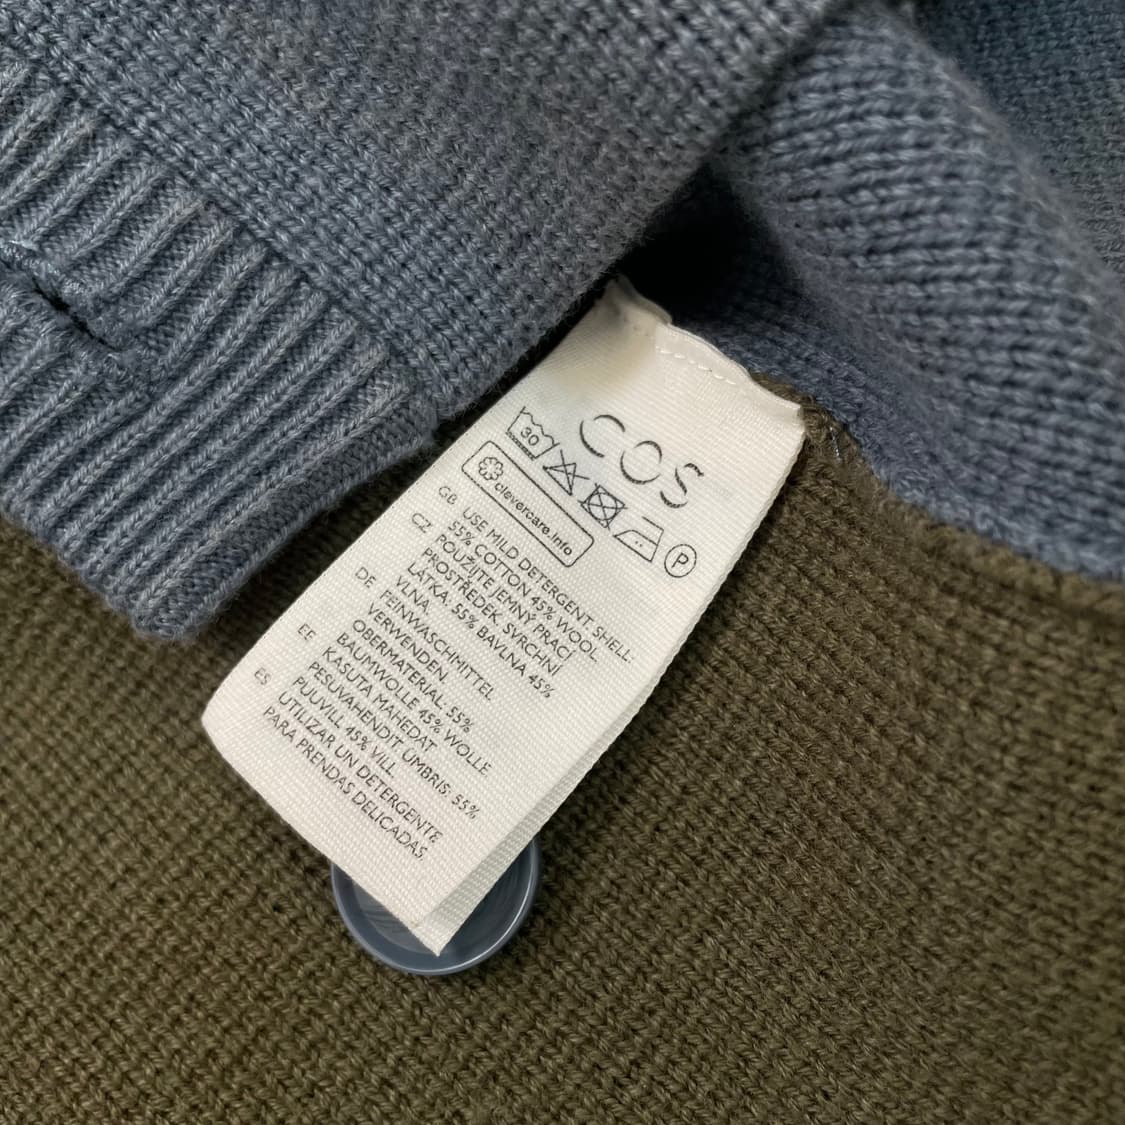 COS
30
P
clevercare.info
GB USE MILD DETERGENT SHELL:
55% COTTON 45% WOOL.
CZ POUŽIJTE JEMNÝ PRACÍ
PROSTŘEDEK. SVRCHNÍ
LÁTKA: 55% BAVLNA 45%
VLNA.
DE FEINWASCHMITTEL
VERWENDEN.
OBERMATERIAL: 55%
BAUMWOLLE 45% WOLLE
EE KASUTA MAHEDAT
PESUVAHENDIT ÜMBRIS: 55%
PUUVILL 45% VILL.
ES UTILIZAR UN DETERGENTE
PARA PRENDAS DELICADAS.